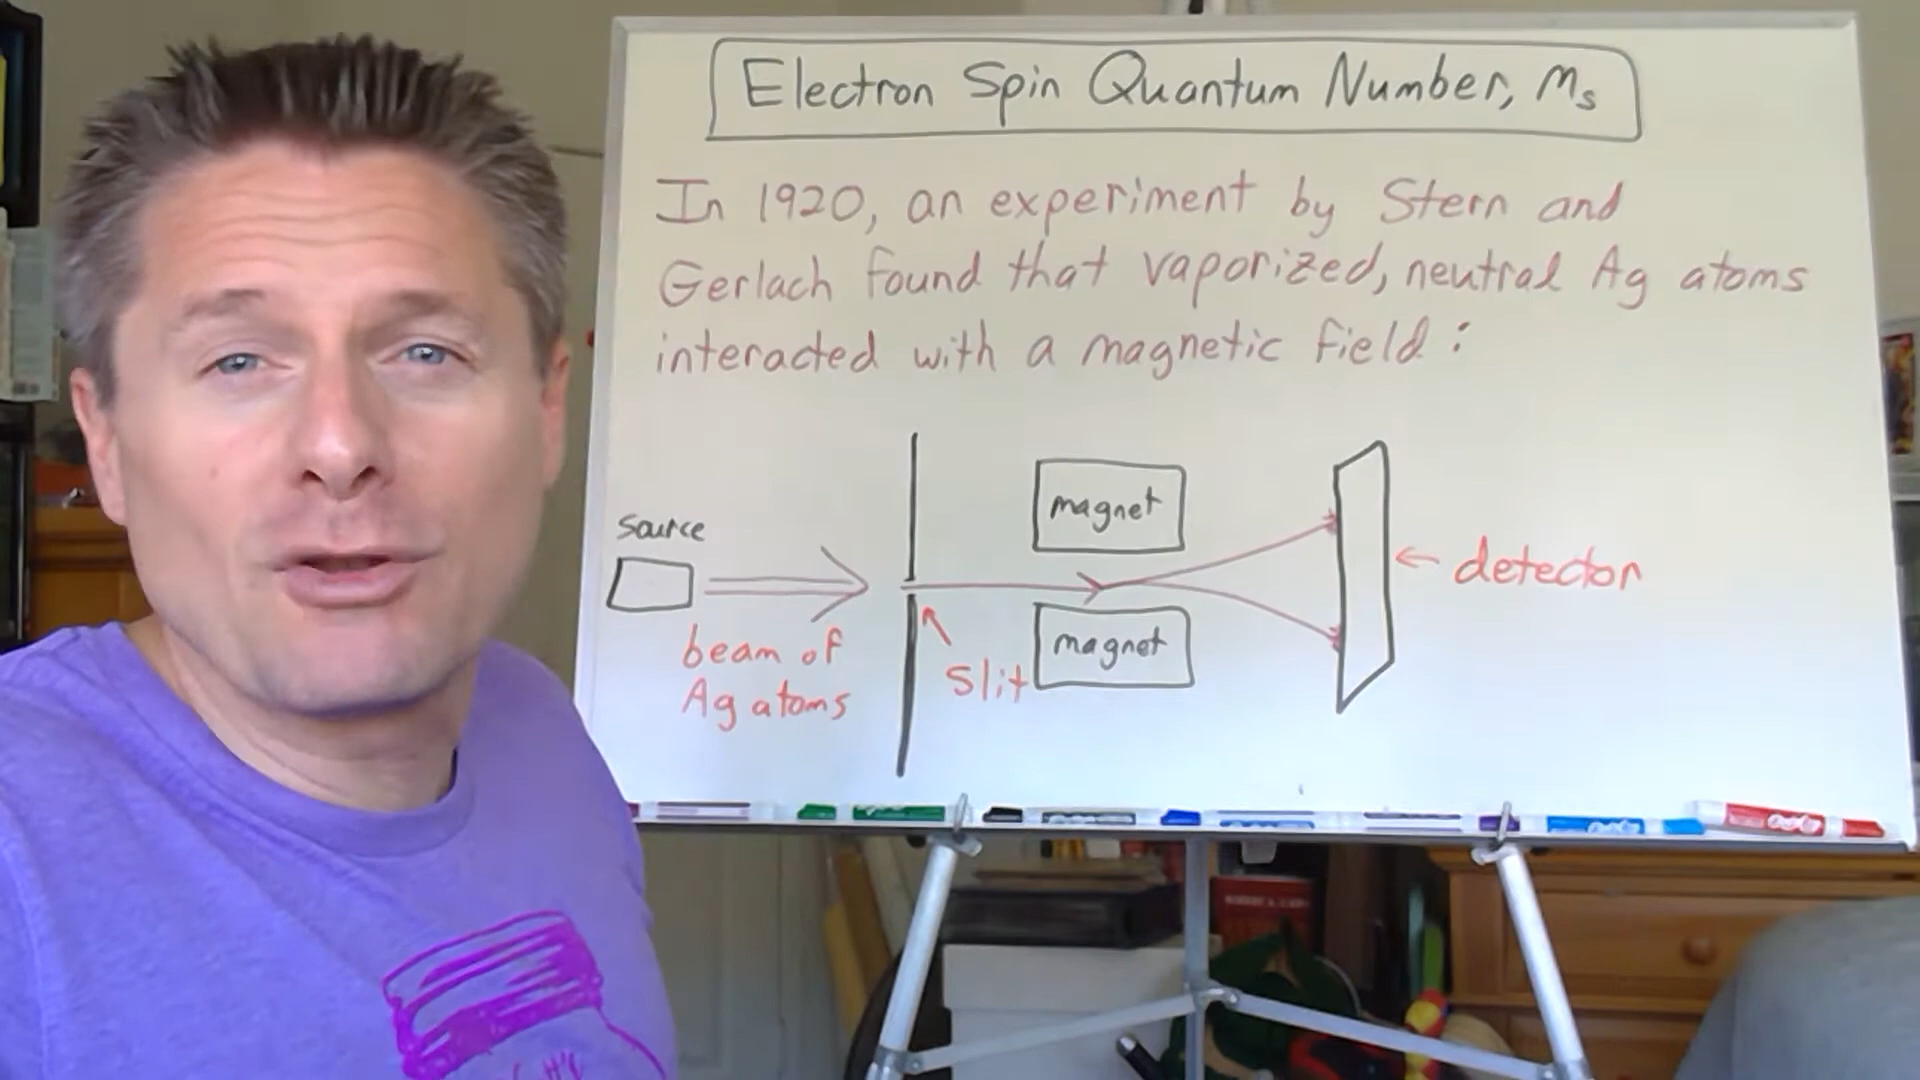 Electron Spin Quantum Number, ms
In 1920, an experiment by Stern and
Gerlach found that vaporized, neutral Ag atoms
interacted with a magnetic field:
source
magnet
magnet
beam of
Ag atoms
slit
← detector